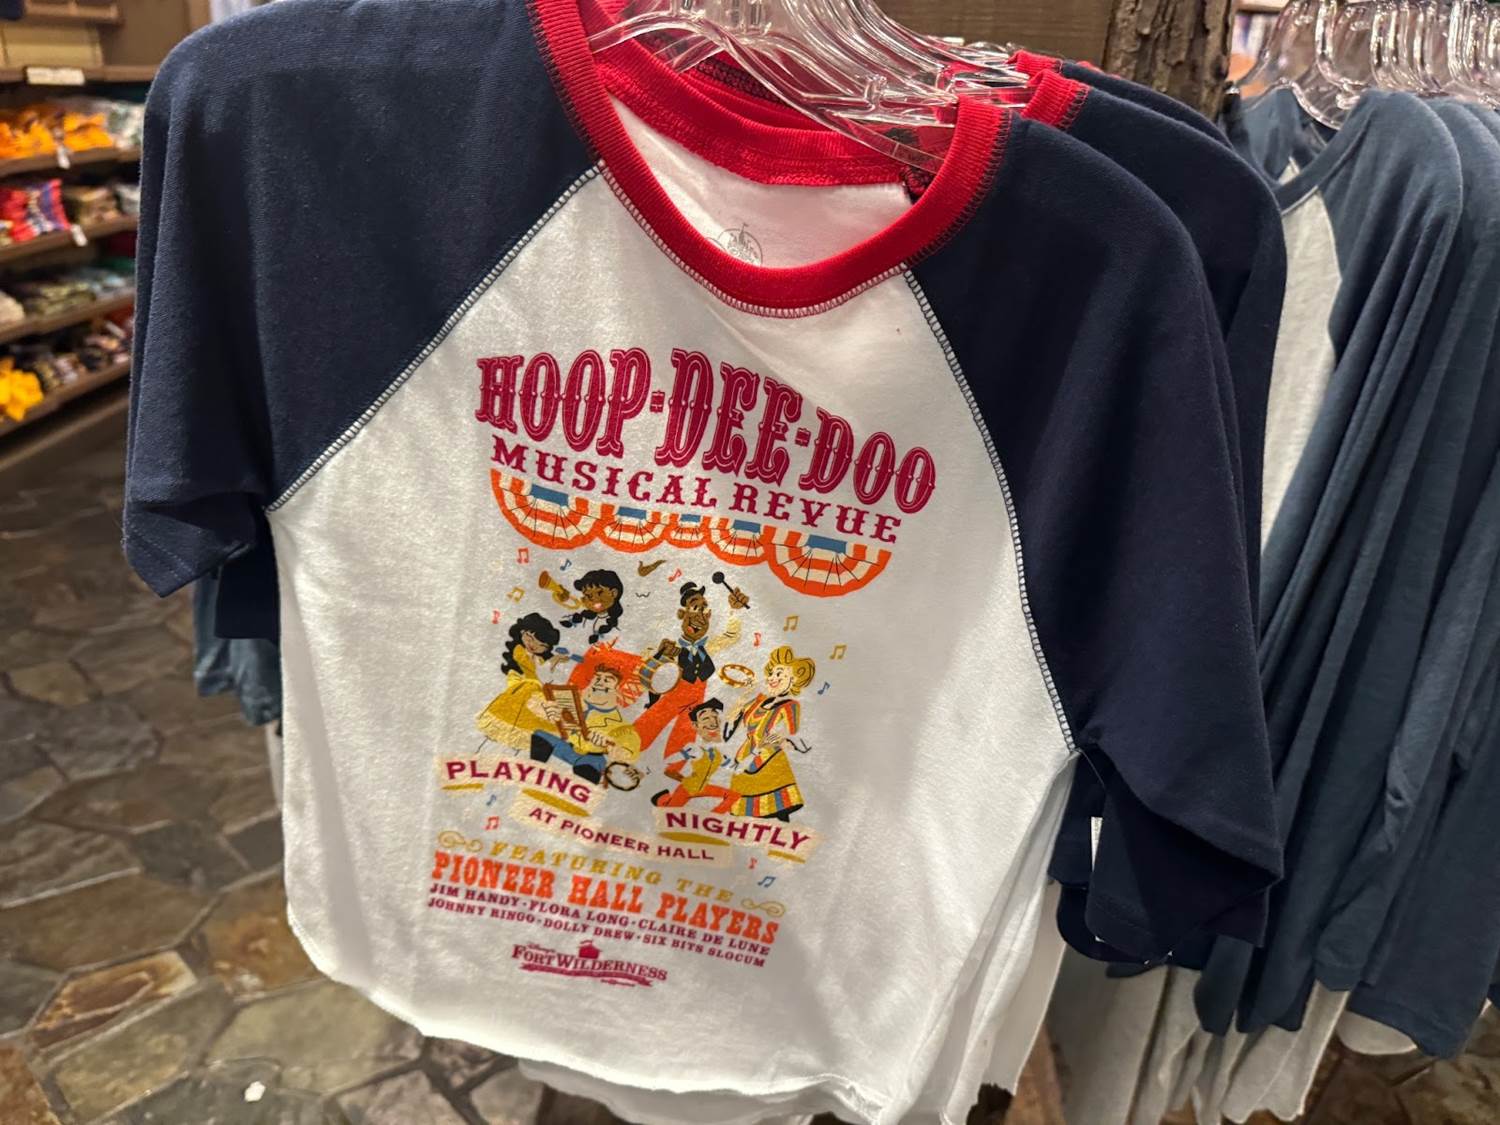 HOOP-DEE-DOO
MUSICAL REVUE
PLAYING
AT PIONEER HALL
NIGHTLY
FEATURING THE
PIONEER HALL PLAYERS
JIM HANDY · FLORA LONG · CLAIRE DE LUNE
JOHNNY RINGO · DOLLY DREW · SIX BITS SLOCUM
Disney's
FORT WILDERNESS